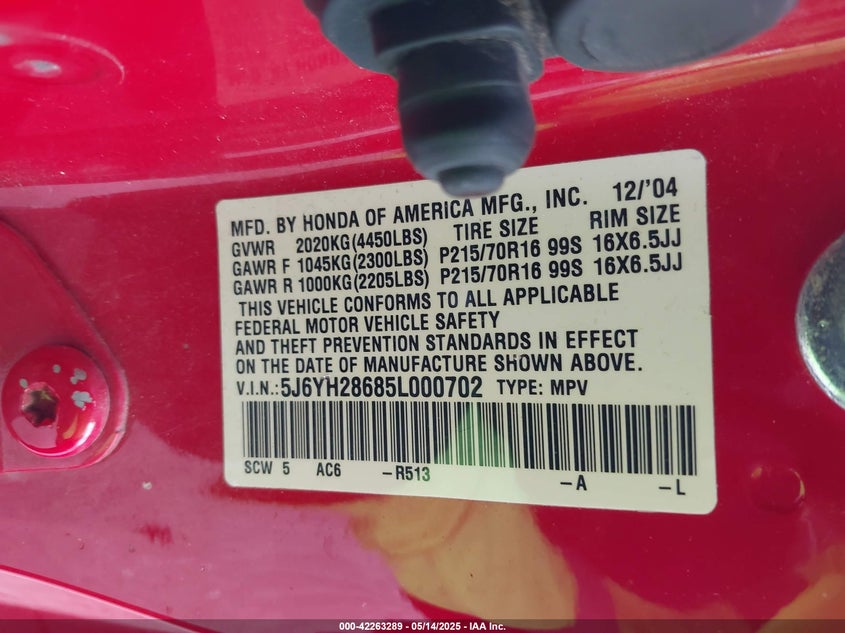 MFD. BY HONDA OF AMERICA MFG., INC. 12/'04
GVWR 2020KG(4450LBS) TIRE SIZE RIM SIZE
GAWR F 1045KG(2300LBS) P215/70R16 99S 16X6.5JJ
GAWR R 1000KG(2205LBS) P215/70R16 99S 16X6.5JJ
THIS VEHICLE CONFORMS TO ALL APPLICABLE
FEDERAL MOTOR VEHICLE SAFETY
AND THEFT PREVENTION STANDARDS IN EFFECT
ON THE DATE OF MANUFACTURE SHOWN ABOVE.
V.I.N.: 5J6YH28685L000702 TYPE: MPV
SCW 5 AC6 -R513 -A -L
000-42263289 - 05/14/2025 - IAA Inc.